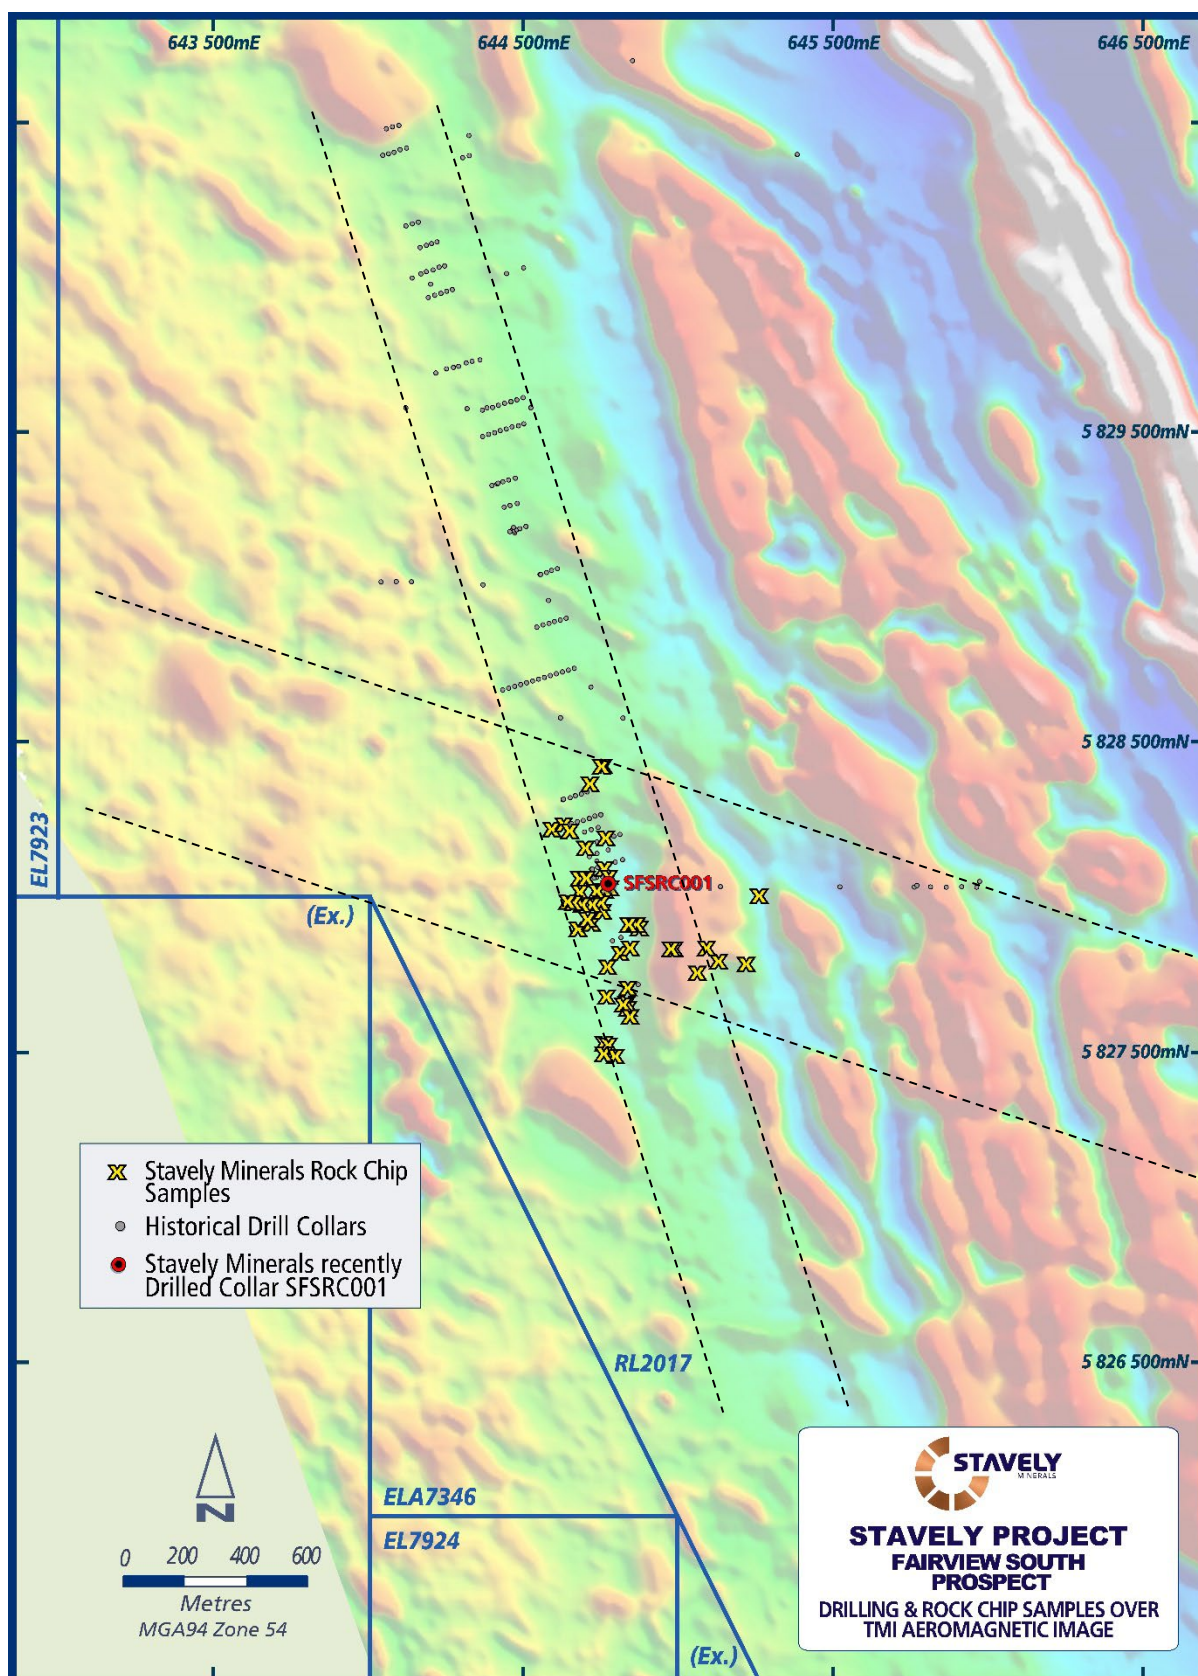 643 500mE
644 500mE
645 500mE
646 500mE
5 829 500mN
5 828 500mN
EL7923
(Ex.)
SFSRC001
5 827 500mN
Stavely Minerals Rock Chip
Samples
Historical Drill Collars
Stavely Minerals recently
Drilled Collar SFSRC001
RL2017
5 826 500mN
N
0 200 400 600
Metres
MGA94 Zone 54
ELA7346
EL7924
(Ex.)
STAVELY
MINERALS
STAVELY PROJECT
FAIRVIEW SOUTH
PROSPECT
DRILLING & ROCK CHIP SAMPLES OVER
TMI AEROMAGNETIC IMAGE